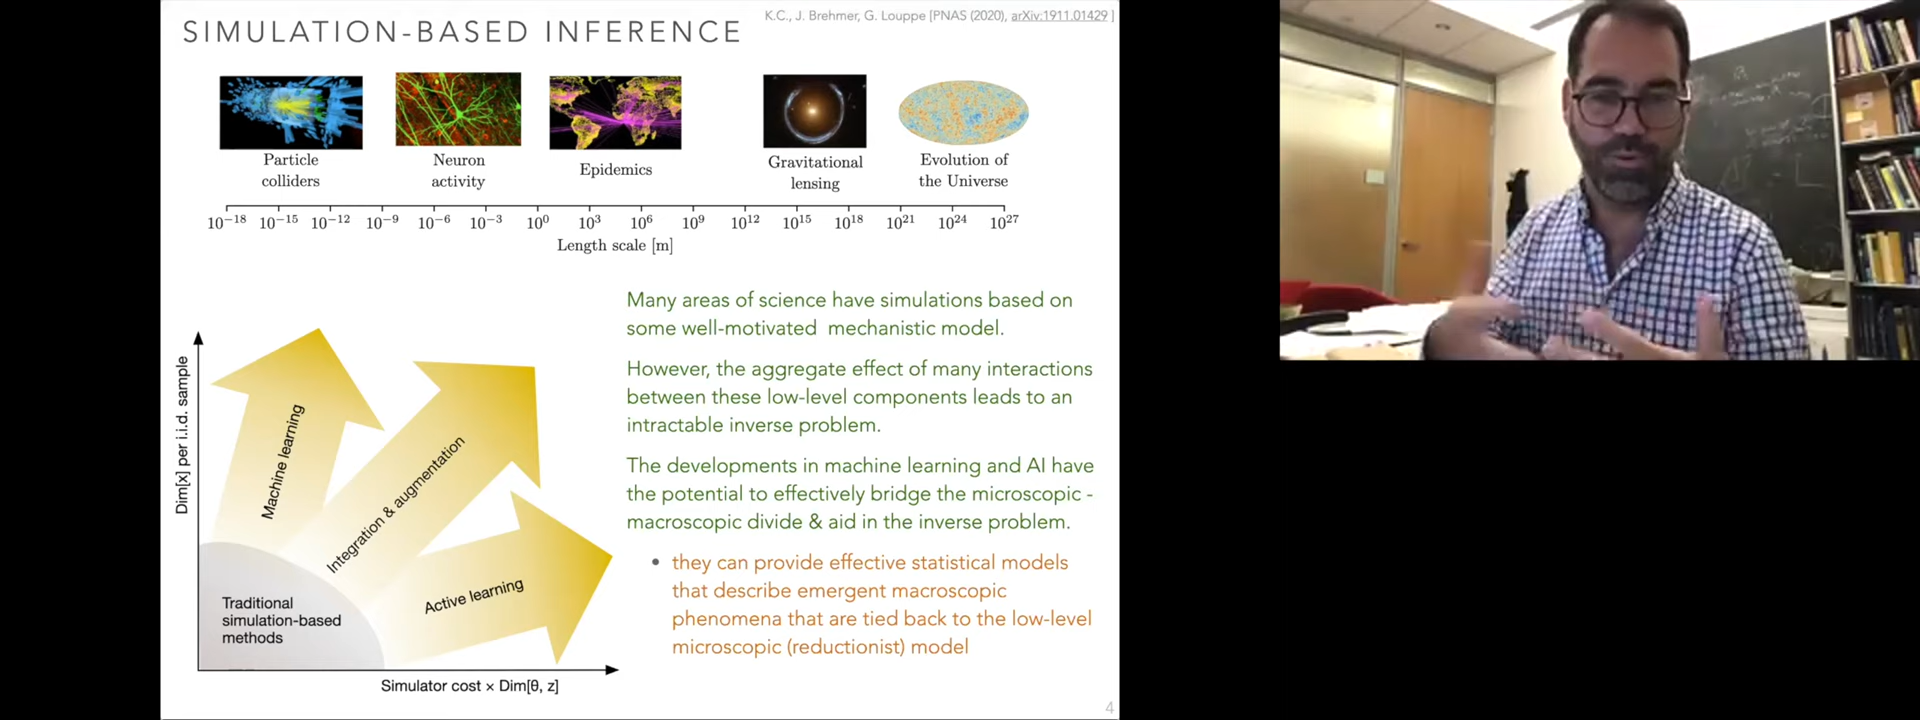 K.C., J. Brehmer, G. Louppe [PNAS (2020), arXiv:1911.01429 ]
SIMULATION-BASED INFERENCE
Particle
colliders
Neuron
activity
Epidemics
Gravitational
lensing
Evolution of
the Universe
10⁻¹⁸ 10⁻¹⁵ 10⁻¹² 10⁻⁹ 10⁻⁶ 10⁻³ 10⁰ 10³ 10⁶ 10⁹ 10¹² 10¹⁵ 10¹⁸ 10²¹ 10²⁴ 10²⁷
Length scale [m]
Dim[x] per i.i.d. sample
Machine learning
Integration & augmentation
Active learning
Traditional
simulation-based
methods
Simulator cost × Dim[θ, z]
Many areas of science have simulations based on
some well-motivated mechanistic model.
However, the aggregate effect of many interactions
between these low-level components leads to an
intractable inverse problem.
The developments in machine learning and AI have
the potential to effectively bridge the microscopic -
macroscopic divide & aid in the inverse problem.
• they can provide effective statistical models
that describe emergent macroscopic
phenomena that are tied back to the low-level
microscopic (reductionist) model
4